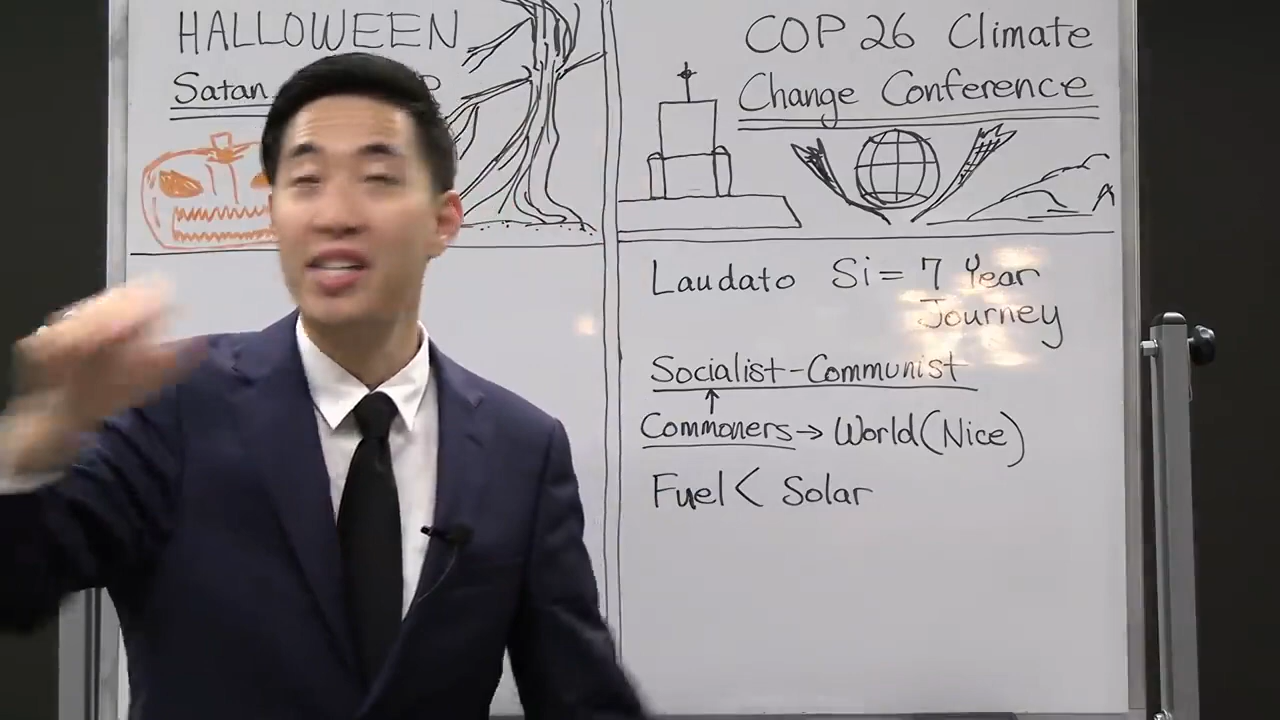 HALLOWEEN
Satan
COP 26 Climate
Change Conference
Laudato Si = 7 Year
Journey
Socialist-Communist
↑
Commoners → World (Nice)
Fuel < Solar